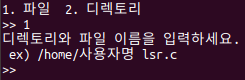 1. 파일  2. 디렉토리
>> 1
디렉토리와 파일 이름을 입력하세요.
 ex) /home/사용자명 lsr.c
>>